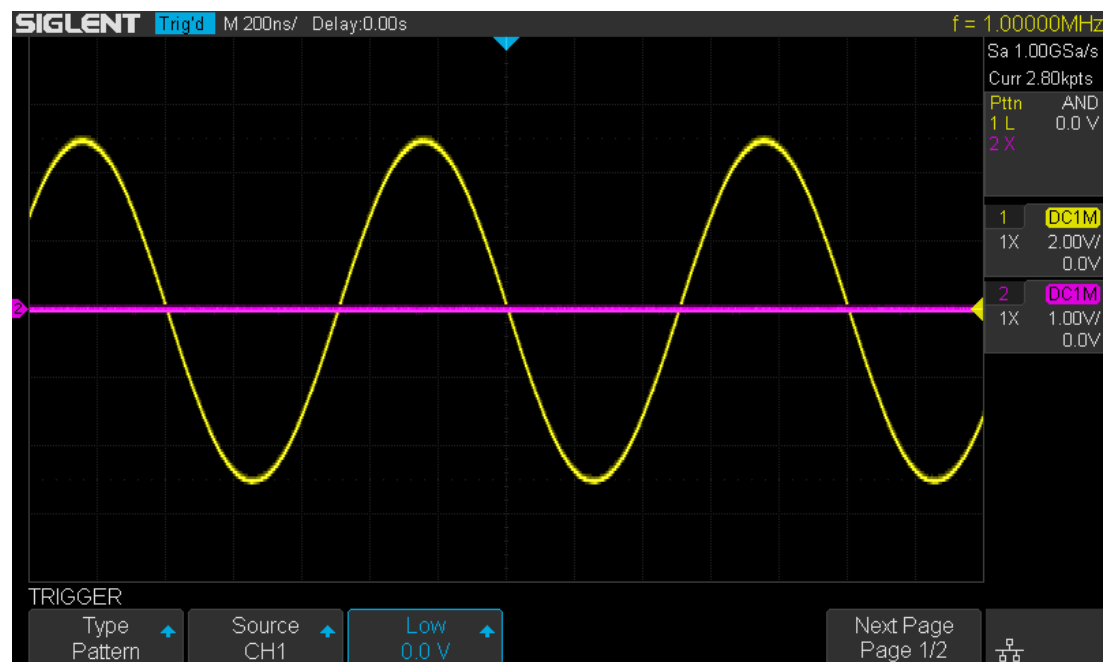 SIGLENT Trig'd M 200ns/ Delay:0.00s f = 1.00000MHz
Sa 1.00GSa/s
Curr 2.80kpts
Pttn AND
1 L 0.0 V
2 X
1 DC1M
1X 2.00V/
0.0V
2 DC1M
1X 1.00V/
0.0V
2
TRIGGER
Type Source Low Next Page
Pattern CH1 0.0 V Page 1/2